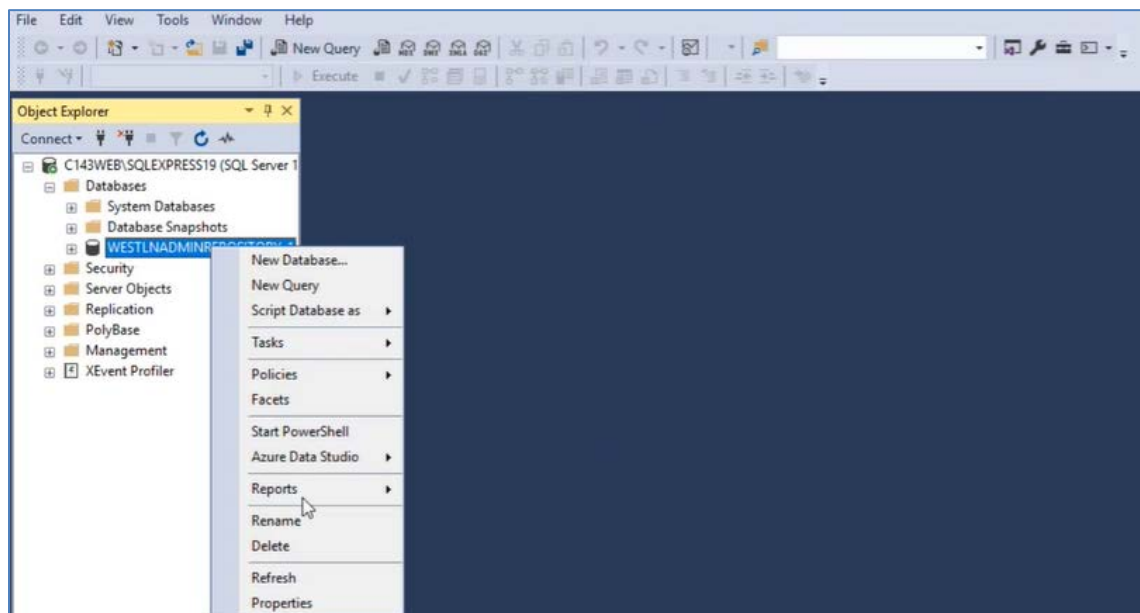 File Edit View Tools Window Help
New Query
Execute
Object Explorer
Connect
C143WEB\SQLEXPRESS19 (SQL Server 1
Databases
System Databases
Database Snapshots
WESTLNADMINREPOSITORY_1
Security
Server Objects
Replication
PolyBase
Management
XEvent Profiler
New Database...
New Query
Script Database as
Tasks
Policies
Facets
Start PowerShell
Azure Data Studio
Reports
Rename
Delete
Refresh
Properties